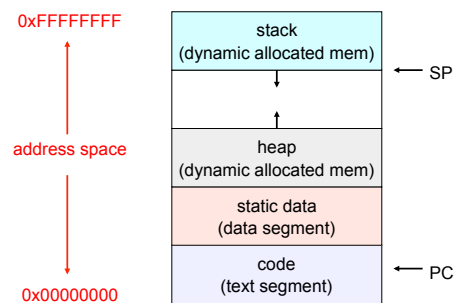 0xFFFFFFFF
stack
(dynamic allocated mem)
SP
address space
heap
(dynamic allocated mem)
static data
(data segment)
code
(text segment)
PC
0x00000000